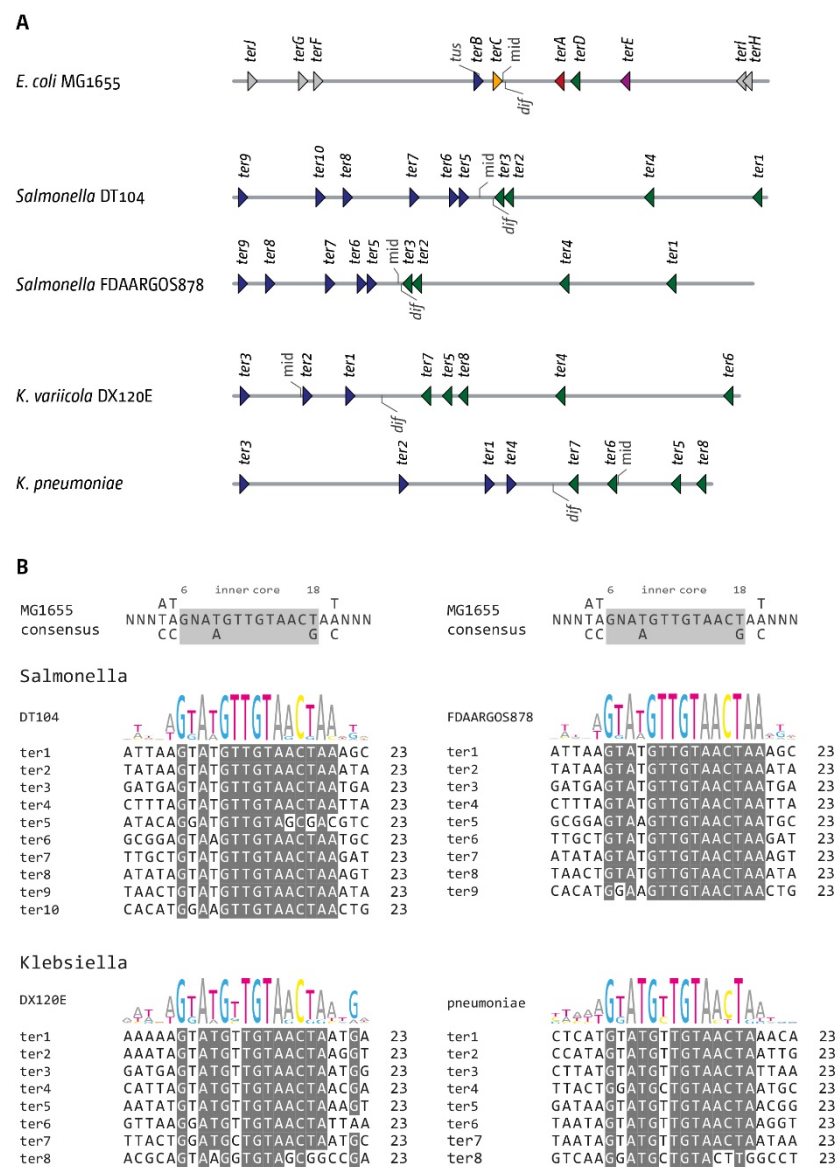 A
terJ terG terF tus terB terC mid terA terD terE terI terH
E. coli MG1655
dif
ter9 ter10 ter8 ter7 ter6 ter5 mid ter3 ter2 ter4 ter1
Salmonella DT104
dif
ter9 ter8 ter7 ter6 ter5 mid ter3 ter2 ter4 ter1
Salmonella FDAARGOS878
dif
ter3 mid ter2 ter1 ter7 ter5 ter8 ter4 ter6
K. variicola DX120E
dif
ter3 ter2 ter1 ter4 ter7 ter6 mid ter5 ter8
K. pneumoniae
dif
B
6 inner core 18
AT T
MG1655 consensus NNNTAGNATGTTGTAACTAANNN
CC A G C
6 inner core 18
AT T
MG1655 consensus NNNTAGNATGTTGTAACTAANNN
CC A G C
Salmonella
DT104
ter1 ATTAAGTATGTTGTAACTAAAGC 23
ter2 TATAAGTATGTTGTAACTAAATA 23
ter3 GATGAGTATGTTGTAACTAATGA 23
ter4 CTTTAGTATGTTGTAACTAATTA 23
ter5 ATACAGGATGTTGTAGCGACGTC 23
ter6 GCGGAGTAAGTTGTAACTAATGC 23
ter7 TTGCTGTATGTTGTAACTAAGAT 23
ter8 ATATAGTATGTTGTAACTAAAGT 23
ter9 TAACTGTATGTTGTAACTAAATA 23
ter10 CACATGGAAGTTGTAACTAACTG 23
FDAARGOS878
ter1 ATTAAGTATGTTGTAACTAAAGC 23
ter2 TATAAGTATGTTGTAACTAAATA 23
ter3 GATGAGTATGTTGTAACTAATGA 23
ter4 CTTTAGTATGTTGTAACTAATTA 23
ter5 GCGGAGTAAGTTGTAACTAATGC 23
ter6 TTGCTGTATGTTGTAACTAAGAT 23
ter7 ATATAGTATGTTGTAACTAAAGT 23
ter8 TAACTGTATGTTGTAACTAAATA 23
ter9 CACATGGAAGTTGTAACTAACTG 23
Klebsiella
DX120E
ter1 AAAAAGTATGTTGTAACTAATGA 23
ter2 AAATAGTATGTTGTAACTAAGGT 23
ter3 GATGAGTATGTTGTAACTAAAGG 23
ter4 CATTAGTATGTTGTAACTAACGA 23
ter5 AATATGTATGTTGTAACTAAAGT 23
ter6 GTTAAGGATGTTGTAACTATTAA 23
ter7 TTACTGGATGCTGTAACTAATGC 23
ter8 ACGCAGTAAGGTGTAGCGGCCGA 23
pneumoniae
ter1 CTCATGTATGTTGTAACTAAACA 23
ter2 CCATAGTATGTTGTAACTAATTG 23
ter3 CTTATGTATGTTGTAACTATTAA 23
ter4 TTACTGGATGCTGTAACTAATGC 23
ter5 GATAAGTATGTTGTAACTAACGG 23
ter6 TAATAGTATGTTGTAACTAAGGT 23
ter7 TAATAGTATGTTGTAACTAATAA 23
ter8 GTCAAGGATGCTGTACTTGGCCT 23